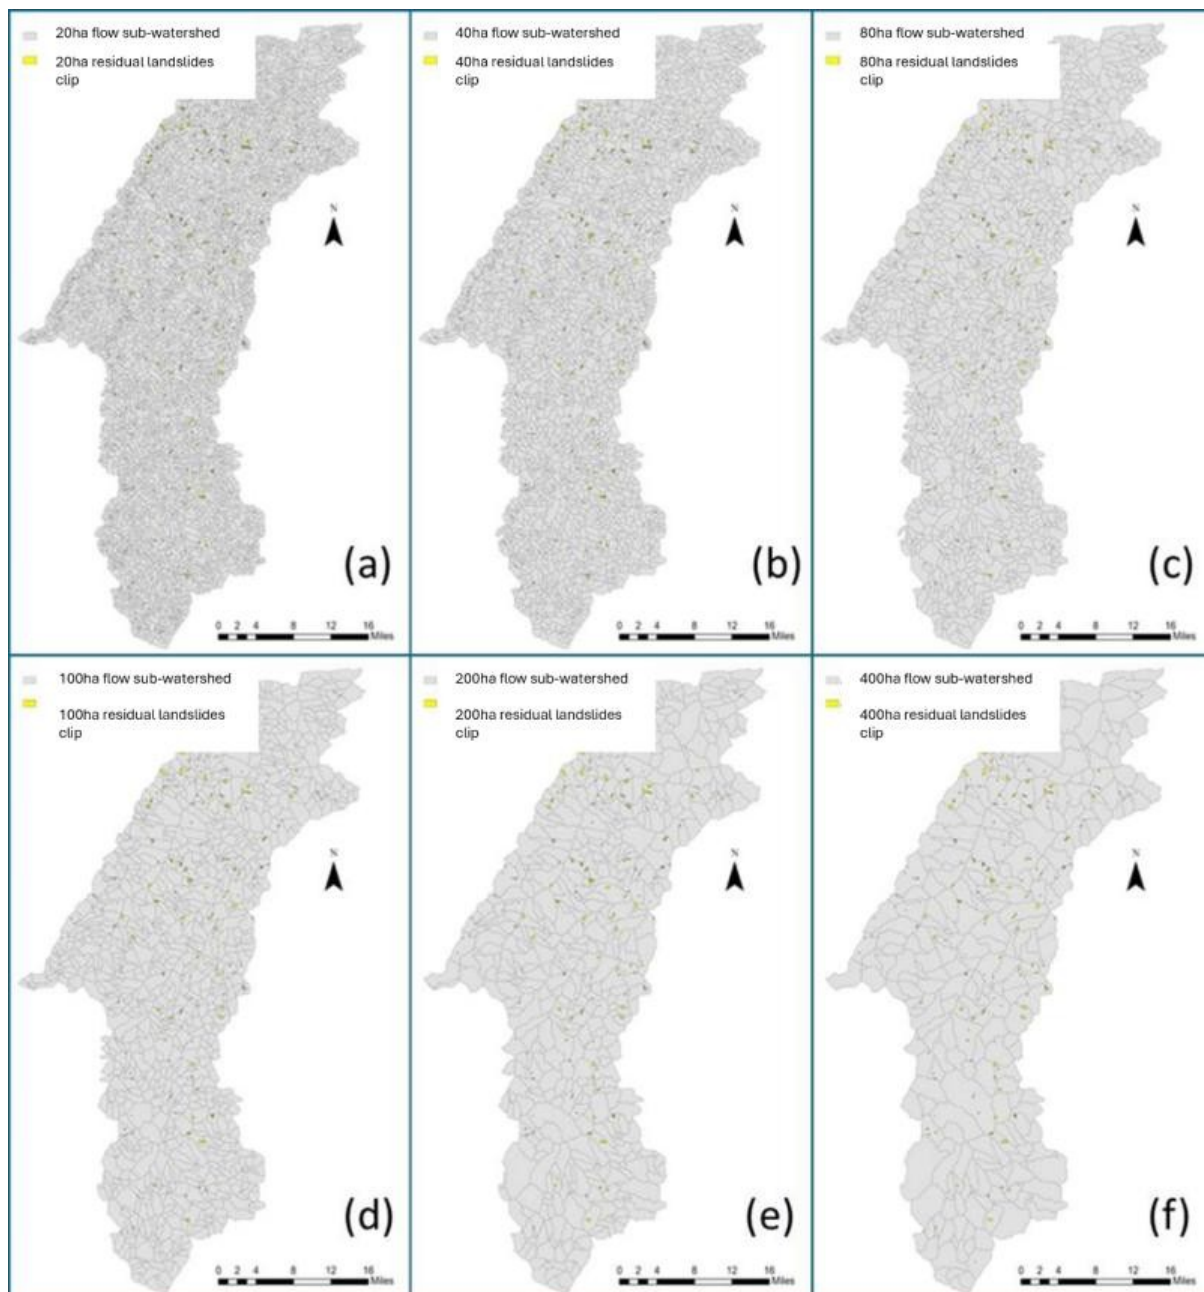 20ha flow sub-watershed
20ha residual landslides
clip
N
(a)
0 2 4 8 12 16
Miles
40ha flow sub-watershed
40ha residual landslides
clip
N
(b)
0 2 4 8 12 16
Miles
80ha flow sub-watershed
80ha residual landslides
clip
N
(c)
0 2 4 8 12 16
Miles
100ha flow sub-watershed
100ha residual landslides
clip
N
(d)
0 2 4 8 12 16
Miles
200ha flow sub-watershed
200ha residual landslides
clip
N
(e)
0 2 4 8 12 16
Miles
400ha flow sub-watershed
400ha residual landslides
clip
N
(f)
0 2 4 8 12 16
Miles